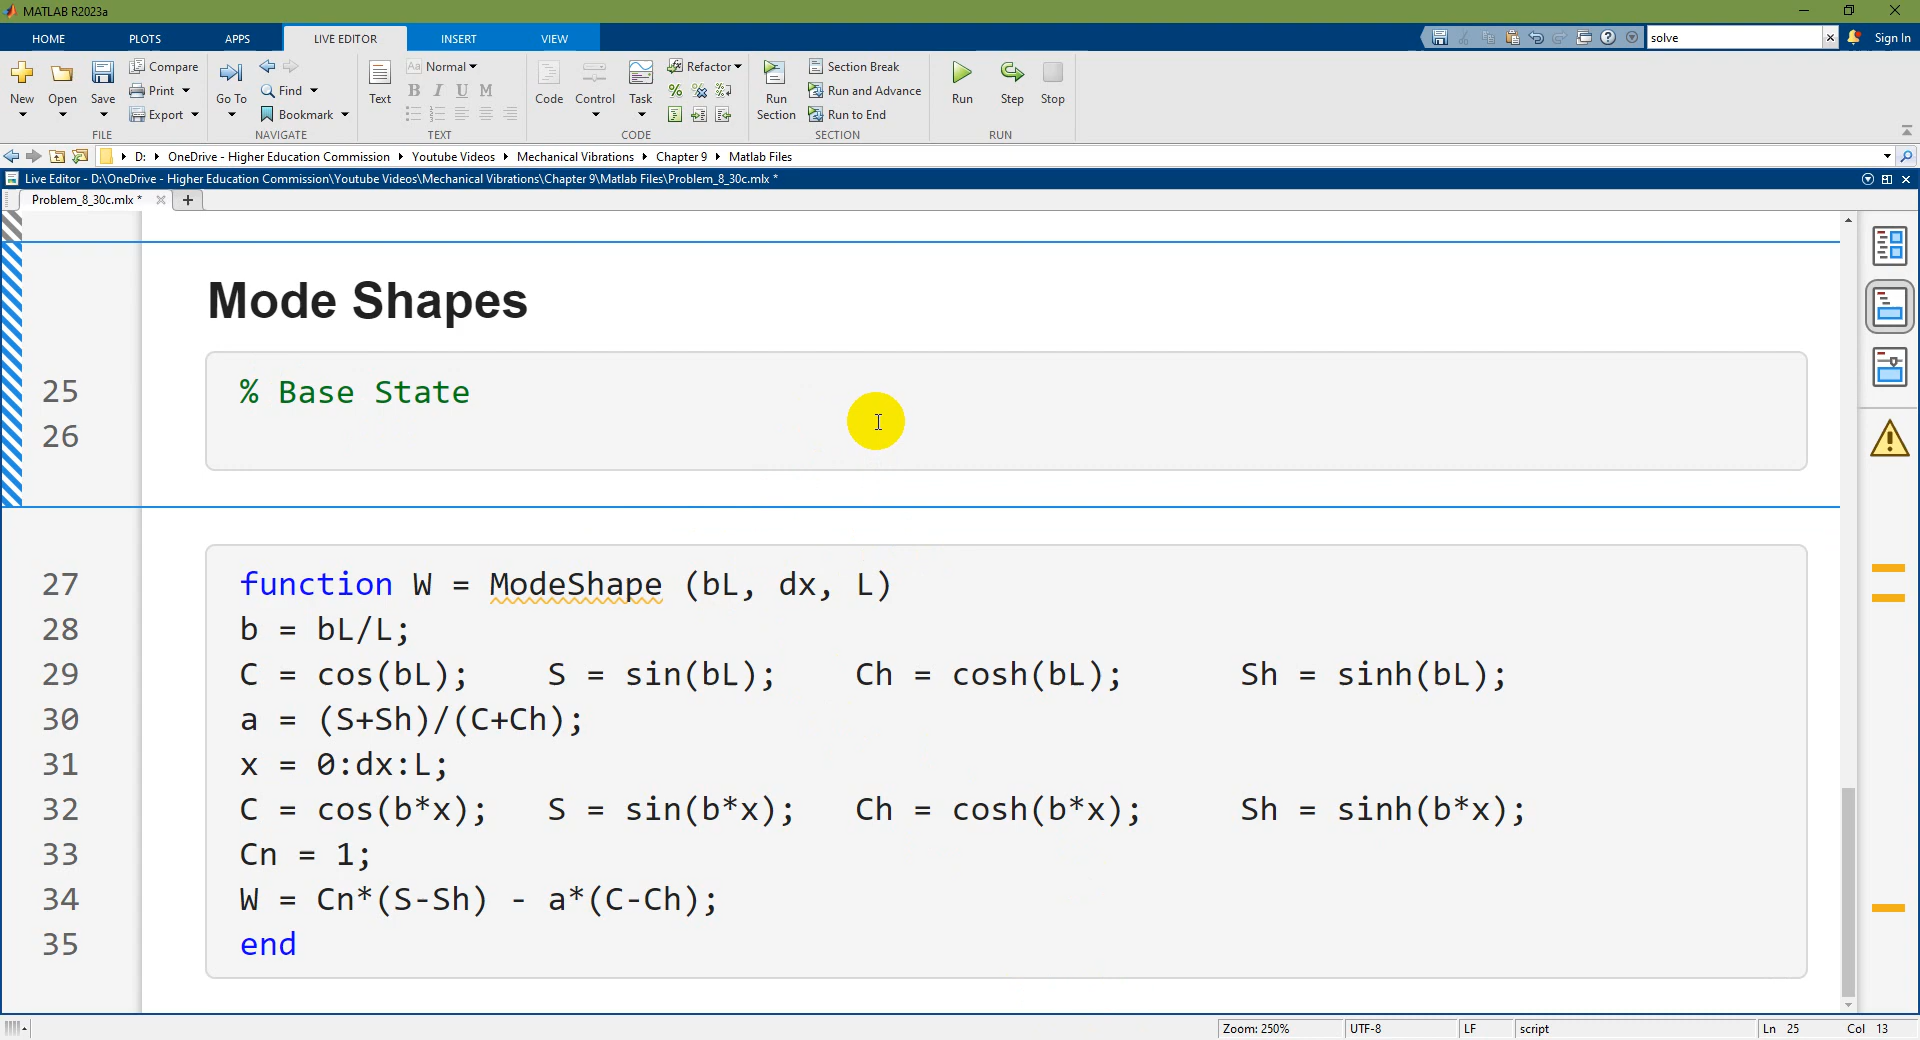 MATLAB R2023a
HOME PLOTS APPS LIVE EDITOR INSERT VIEW
solve
Sign In
New
Open
Save
Compare
Print
Export
FILE
Go To
Find
Bookmark
NAVIGATE
Text
Aa Normal
B I U M
TEXT
Code
Control
Task
Refactor
CODE
Run Section
Section Break
Run and Advance
Run to End
SECTION
Run
Step
Stop
RUN
D: OneDrive - Higher Education Commission Youtube Videos Mechanical Vibrations Chapter 9 Matlab Files
Live Editor - D:\OneDrive - Higher Education Commission\Youtube Videos\Mechanical Vibrations\Chapter 9\Matlab Files\Problem_8_30c.mlx *
Problem_8_30c.mlx *
Mode Shapes
25 % Base State
26
27 function W = ModeShape (bL, dx, L)
28 b = bL/L;
29 C = cos(bL); S = sin(bL); Ch = cosh(bL); Sh = sinh(bL);
30 a = (S+Sh)/(C+Ch);
31 x = 0:dx:L;
32 C = cos(b*x); S = sin(b*x); Ch = cosh(b*x); Sh = sinh(b*x);
33 Cn = 1;
34 W = Cn*(S-Sh) - a*(C-Ch);
35 end
Zoom: 250% UTF-8 LF script Ln 25 Col 13